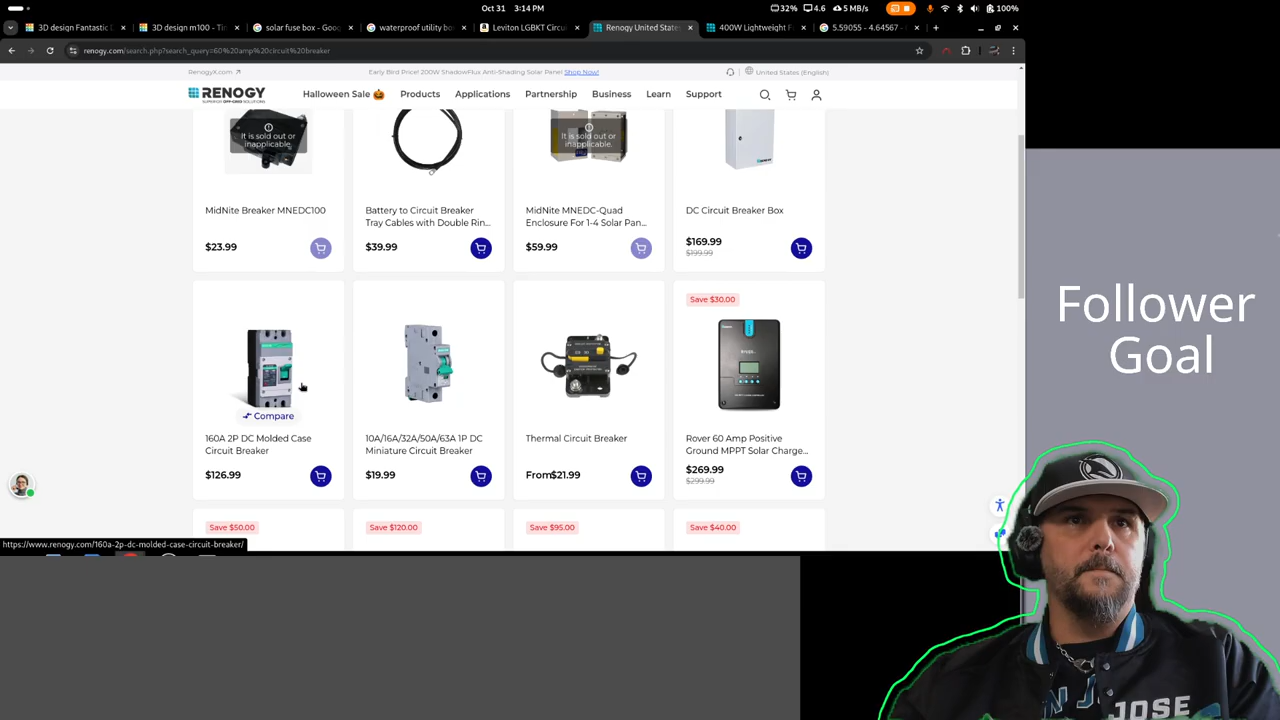 Oct 31 3:14 PM
32% 4.6 5 MB/s 100%
3D design Fantastic
3D design m100 - Tin
solar fuse box - Goog
waterproof utility bo
Leviton LGBKT Circui
Renogy United States
400W Lightweight F
5.59055 - 4.64567 -
renogy.com/search.php?search_query=60%20amp%20circuit%20breaker
RenogyX.com
Early Bird Price! 200W ShadowFlux Anti-Shading Solar Panel Shop Now!
United States (English)
RENOGY
Halloween Sale 🎃 Products Applications Partnership Business Learn Support
It is sold out or
inapplicable.
It is sold out or
inapplicable.
MidNite Breaker MNEDC100
$23.99
Battery to Circuit Breaker
Tray Cables with Double Rin...
$39.99
MidNite MNEDC-Quad
Enclosure For 1-4 Solar Pan...
$59.99
DC Circuit Breaker Box
$169.99
$199.99
Compare
160A 2P DC Molded Case
Circuit Breaker
$126.99
10A/16A/32A/50A/63A 1P DC
Miniature Circuit Breaker
$19.99
Thermal Circuit Breaker
From$21.99
Save $30.00
Rover 60 Amp Positive
Ground MPPT Solar Charge...
$269.99
$299.99
Save $50.00
Save $120.00
Save $95.00
Save $40.00
https://www.renogy.com/160a-2p-dc-molded-case-circuit-breaker/
Follower
Goal
JOSE